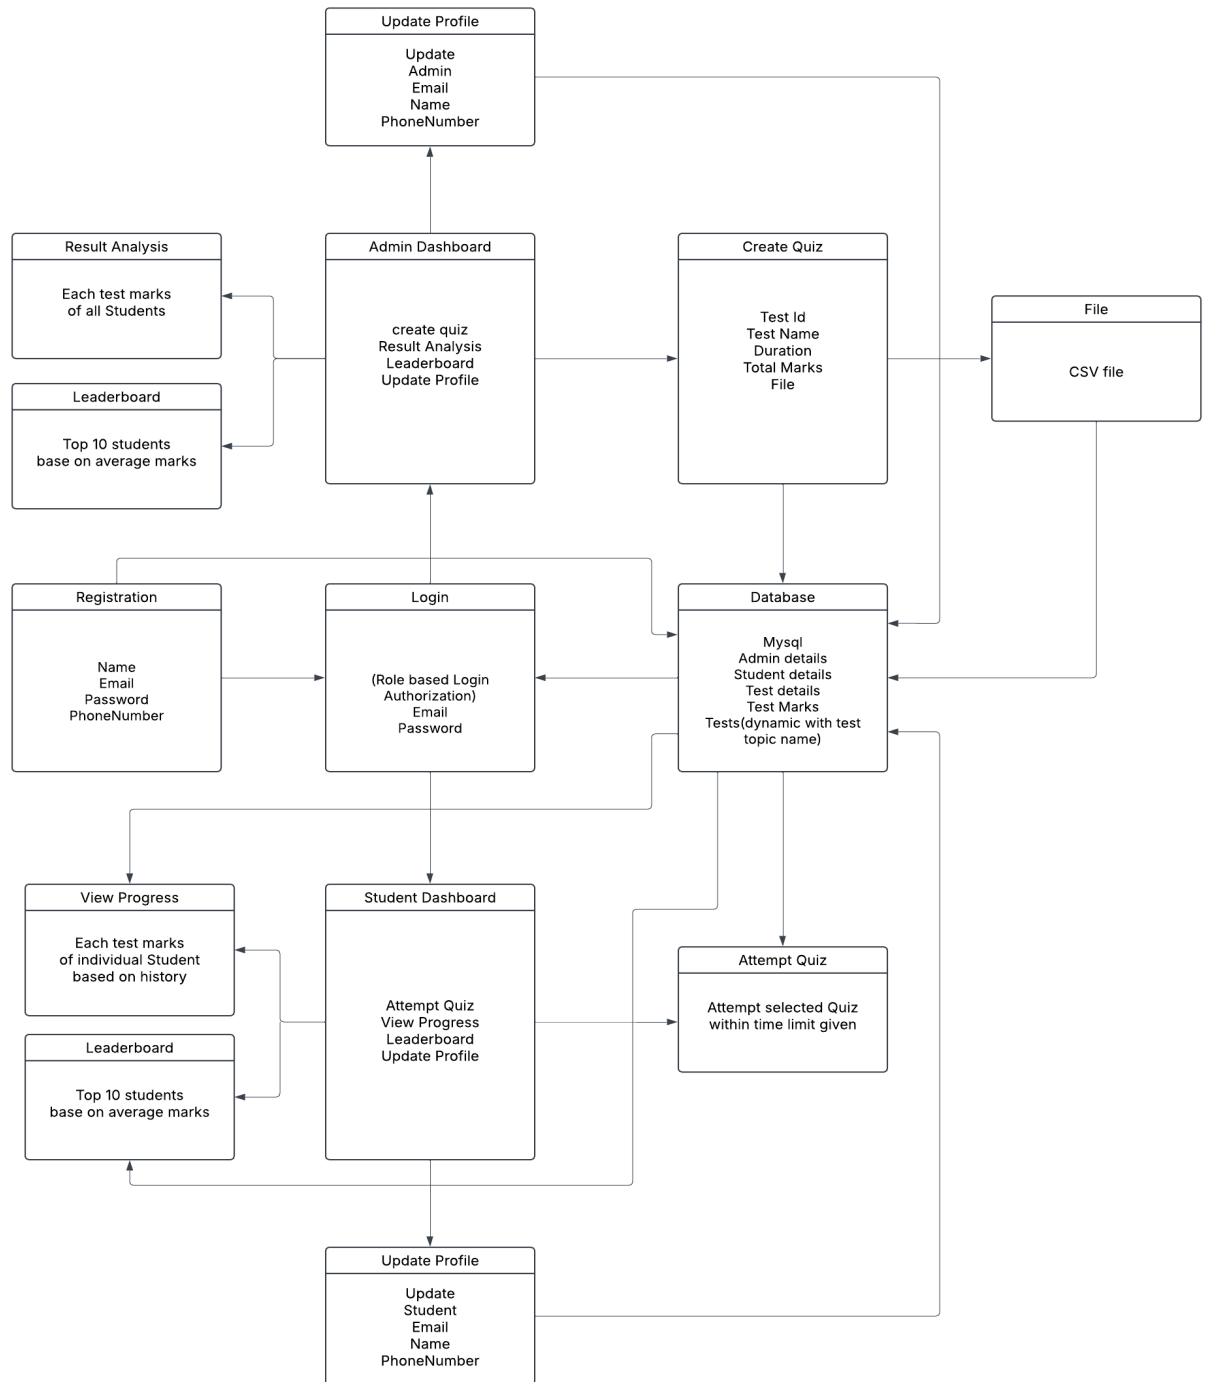 Update Profile
Update
Admin
Email
Name
PhoneNumber
Result Analysis
Each test marks
of all Students
Leaderboard
Top 10 students
base on average marks
Admin Dashboard
create quiz
Result Analysis
Leaderboard
Update Profile
Create Quiz
Test Id
Test Name
Duration
Total Marks
File
File
CSV file
Registration
Name
Email
Password
PhoneNumber
Login
(Role based Login
Authorization)
Email
Password
Database
Mysql
Admin details
Student details
Test details
Test Marks
Tests(dynamic with test
topic name)
View Progress
Each test marks
of individual Student
based on history
Leaderboard
Top 10 students
base on average marks
Student Dashboard
Attempt Quiz
View Progress
Leaderboard
Update Profile
Attempt Quiz
Attempt selected Quiz
within time limit given
Update Profile
Update
Student
Email
Name
PhoneNumber